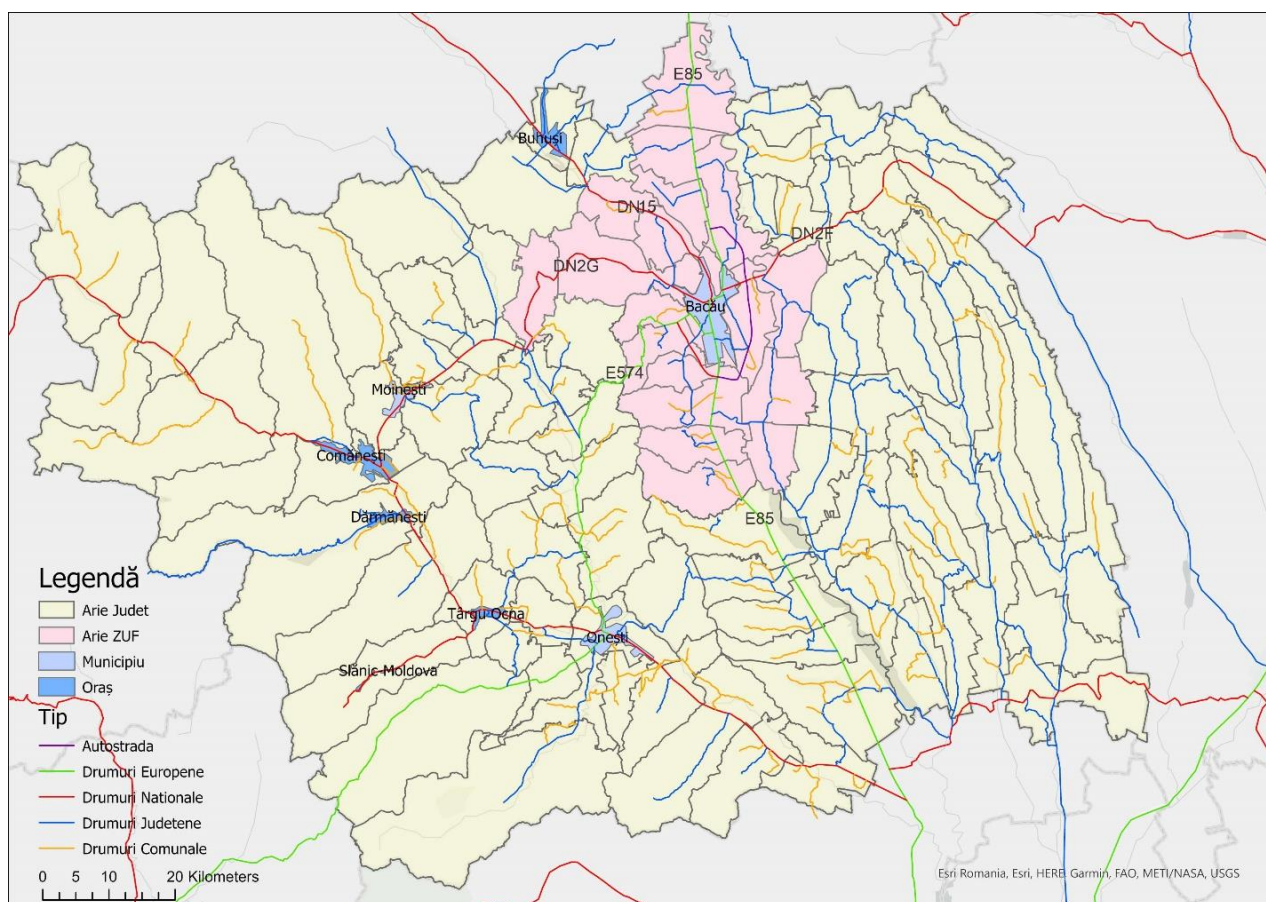 E85
Buhuși
DN15
DN2F
DN2G
Bacău
E574
Moinești
Comănești
Dărmănești
E85
Târgu Ocna
Onești
Slănic Moldova
Legendă
Arie Judet
Arie ZUF
Municipiu
Oraș
Tip
Autostrada
Drumuri Europene
Drumuri Nationale
Drumuri Judetene
Drumuri Comunale
0 5 10 20 Kilometers
Esri Romania, Esri, HERE, Garmin, FAO, METI/NASA, USGS